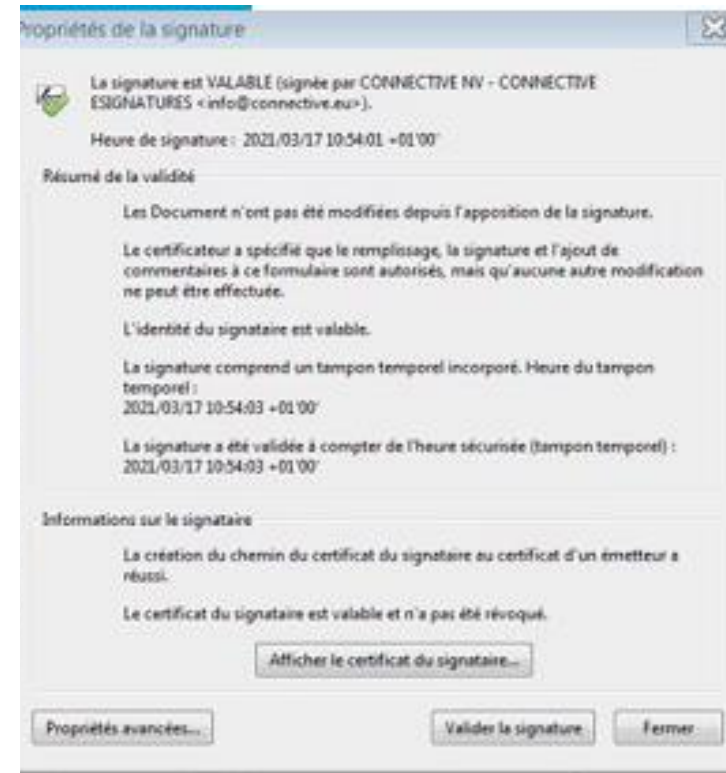 Propriétés de la signature
La signature est VALABLE (signée par CONNECTIVE NV - CONNECTIVE
ESIGNATURES <info@connective.eu>).
Heure de signature : 2021/03/17 10:54:01 +01'00'
Résumé de la validité
Les Document n'ont pas été modifiées depuis l'apposition de la signature.
Le certificateur a spécifié que le remplissage, la signature et l'ajout de
commentaires à ce formulaire sont autorisés, mais qu'aucune autre modification
ne peut être effectuée.
L'identité du signataire est valable.
La signature comprend un tampon temporel incorporé. Heure du tampon
temporel :
2021/03/17 10:54:03 +01'00'
La signature a été validée à compter de l'heure sécurisée (tampon temporel) :
2021/03/17 10:54:03 +01'00'
Informations sur le signataire
La création du chemin du certificat du signataire au certificat d'un émetteur a
réussi.
Le certificat du signataire est valable et n'a pas été révoqué.
Afficher le certificat du signataire...
Propriétés avancées... Valider la signature Fermer